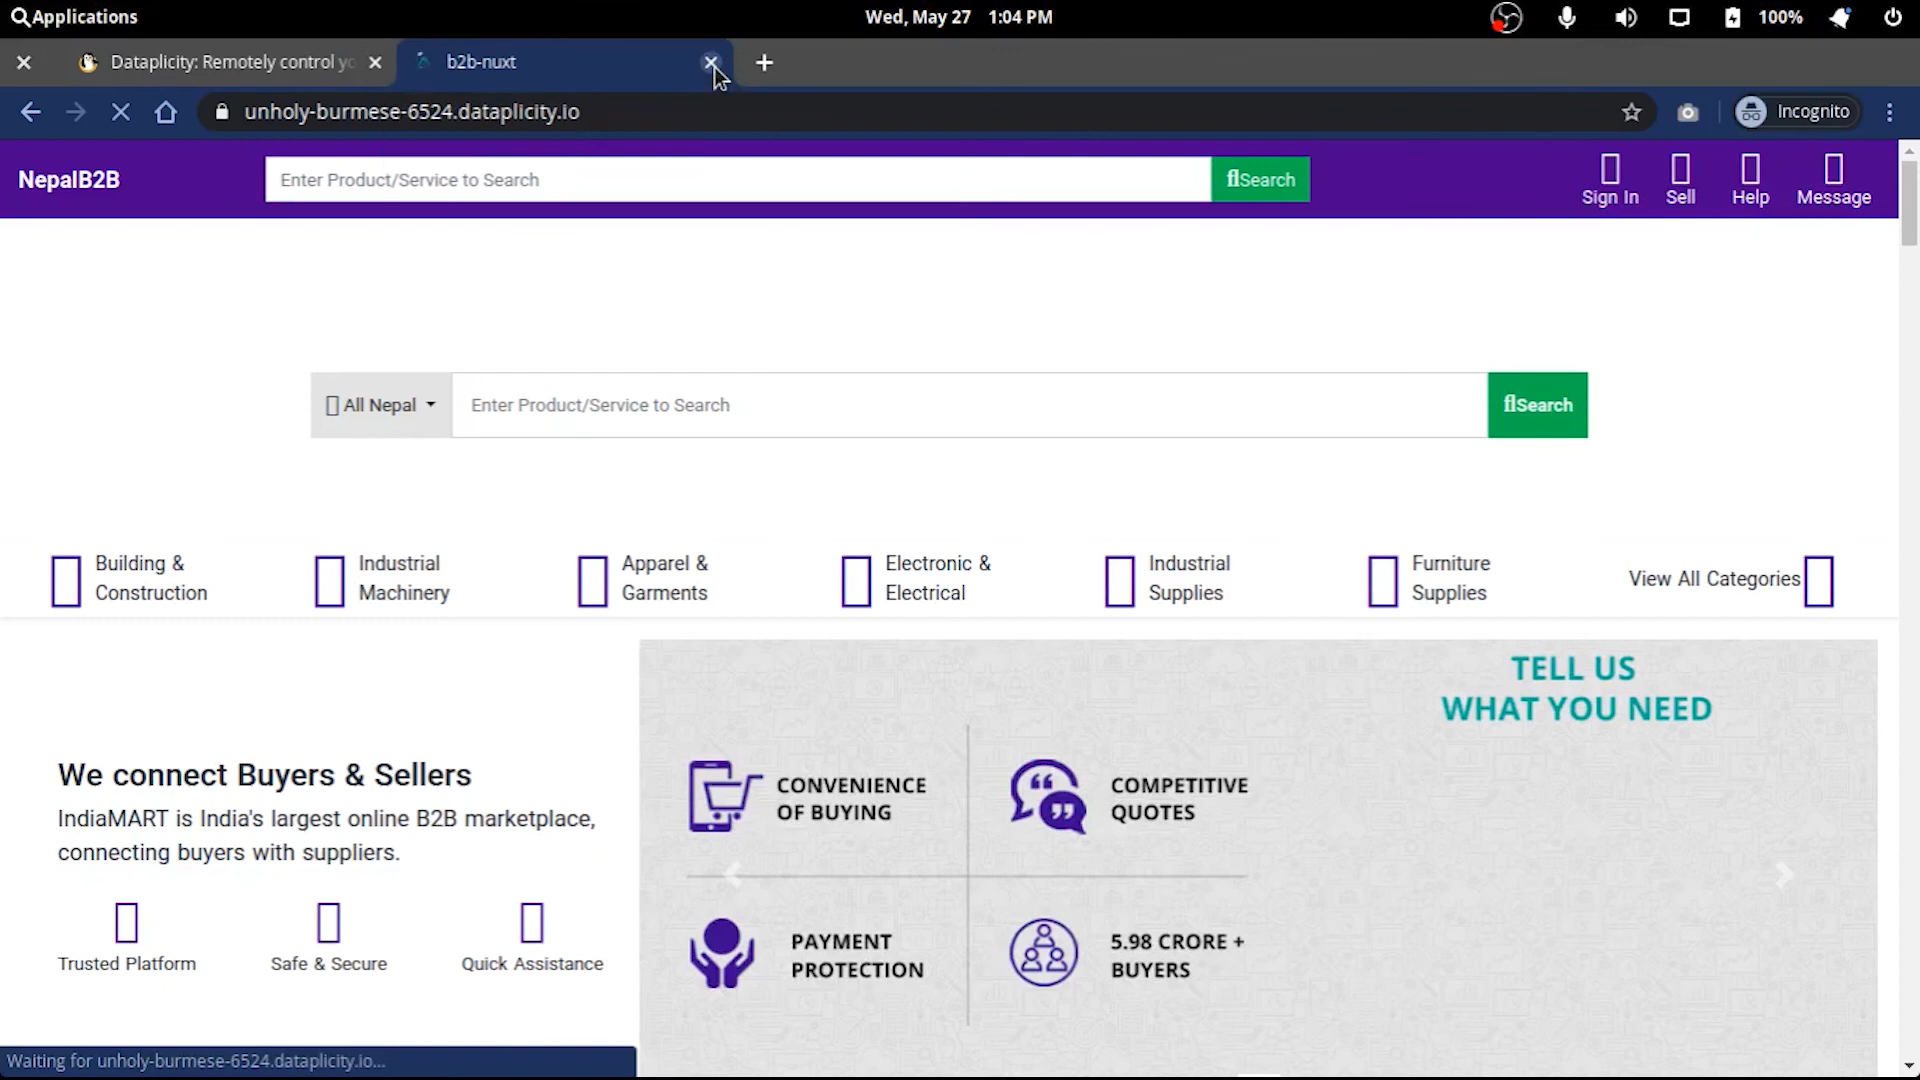 Applications
Wed, May 27 1:04 PM
100%
Dataplicity: Remotely control yo
b2b-nuxt
unholy-burmese-6524.dataplicity.io
Incognito
NepalB2B
Enter Product/Service to Search
Search
Sign In
Sell
Help
Message
All Nepal
Enter Product/Service to Search
Search
Building &
Construction
Industrial
Machinery
Apparel &
Garments
Electronic &
Electrical
Industrial
Supplies
Furniture
Supplies
View All Categories
We connect Buyers & Sellers
IndiaMART is India's largest online B2B marketplace,
connecting buyers with suppliers.
Trusted Platform
Safe & Secure
Quick Assistance
TELL US
WHAT YOU NEED
CONVENIENCE
OF BUYING
COMPETITIVE
QUOTES
PAYMENT
PROTECTION
5.98 CRORE +
BUYERS
Waiting for unholy-burmese-6524.dataplicity.io...